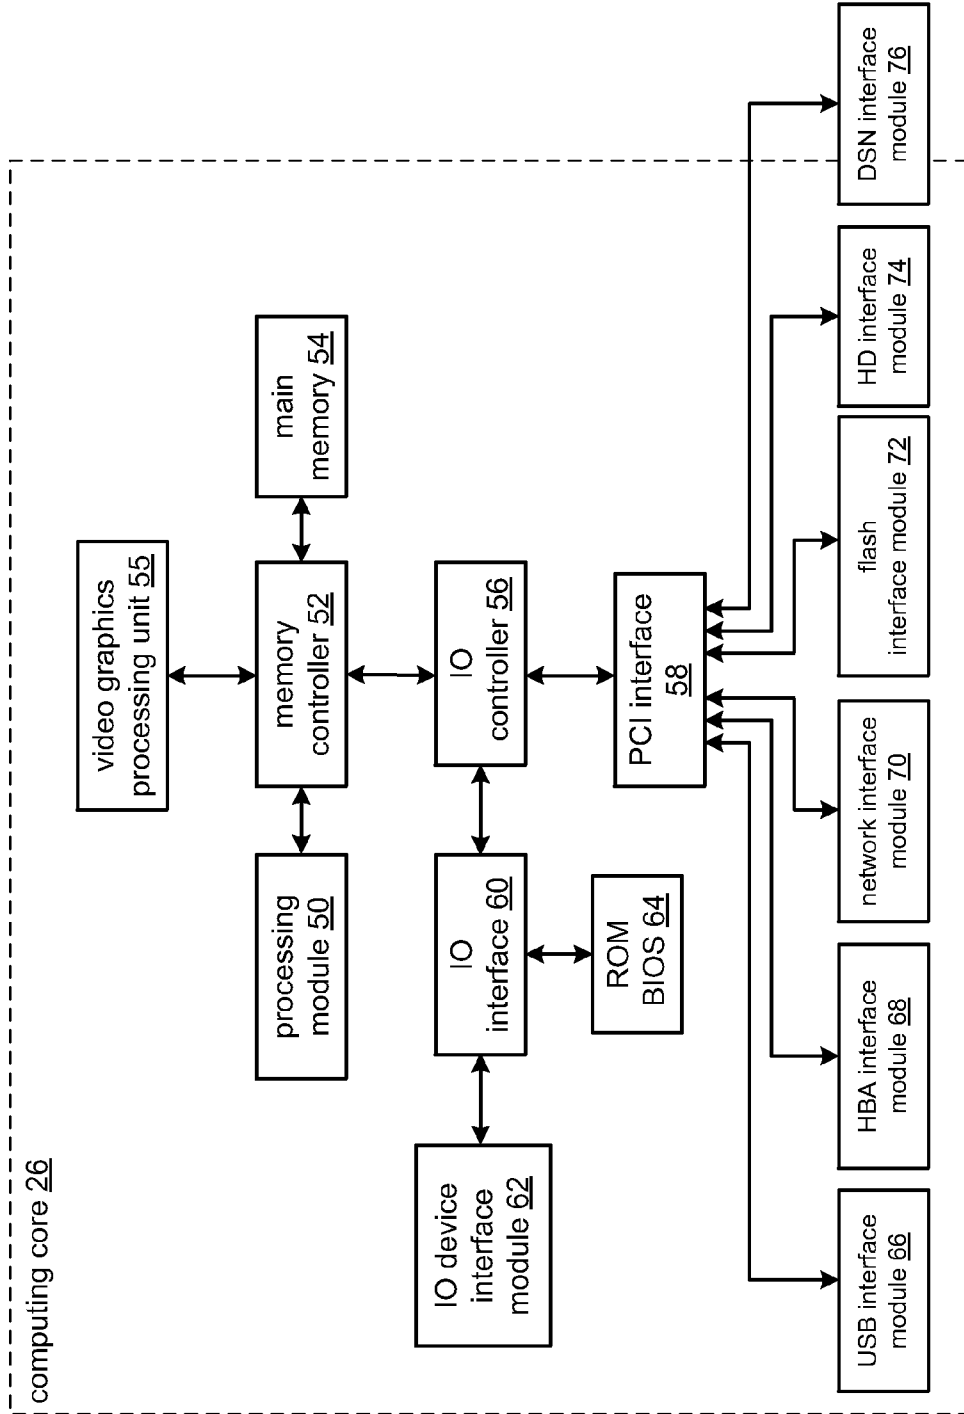 computing core 26
video graphics
processing unit 55
processing
module 50
memory
controller 52
main
memory 54
IO device
interface
module 62
IO
interface 60
IO
controller 56
ROM
BIOS 64
PCI interface
58
USB interface
module 66
HBA interface
module 68
network interface
module 70
flash
interface module 72
HD interface
module 74
DSN interface
module 76